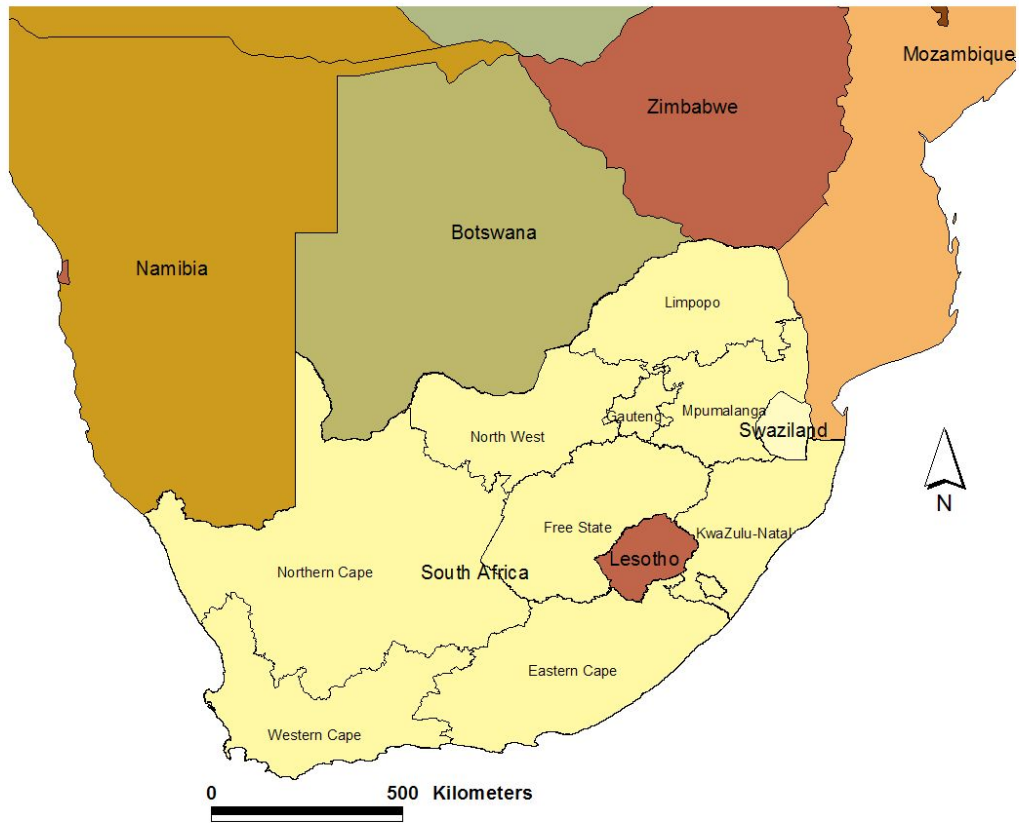 Mozambique
Zimbabwe
Botswana
Namibia
Limpopo
Gauteng
Mpumalanga
Swaziland
North West
Free State
KwaZulu-Natal
Lesotho
Northern Cape
South Africa
Eastern Cape
Western Cape
N
0 500 Kilometers